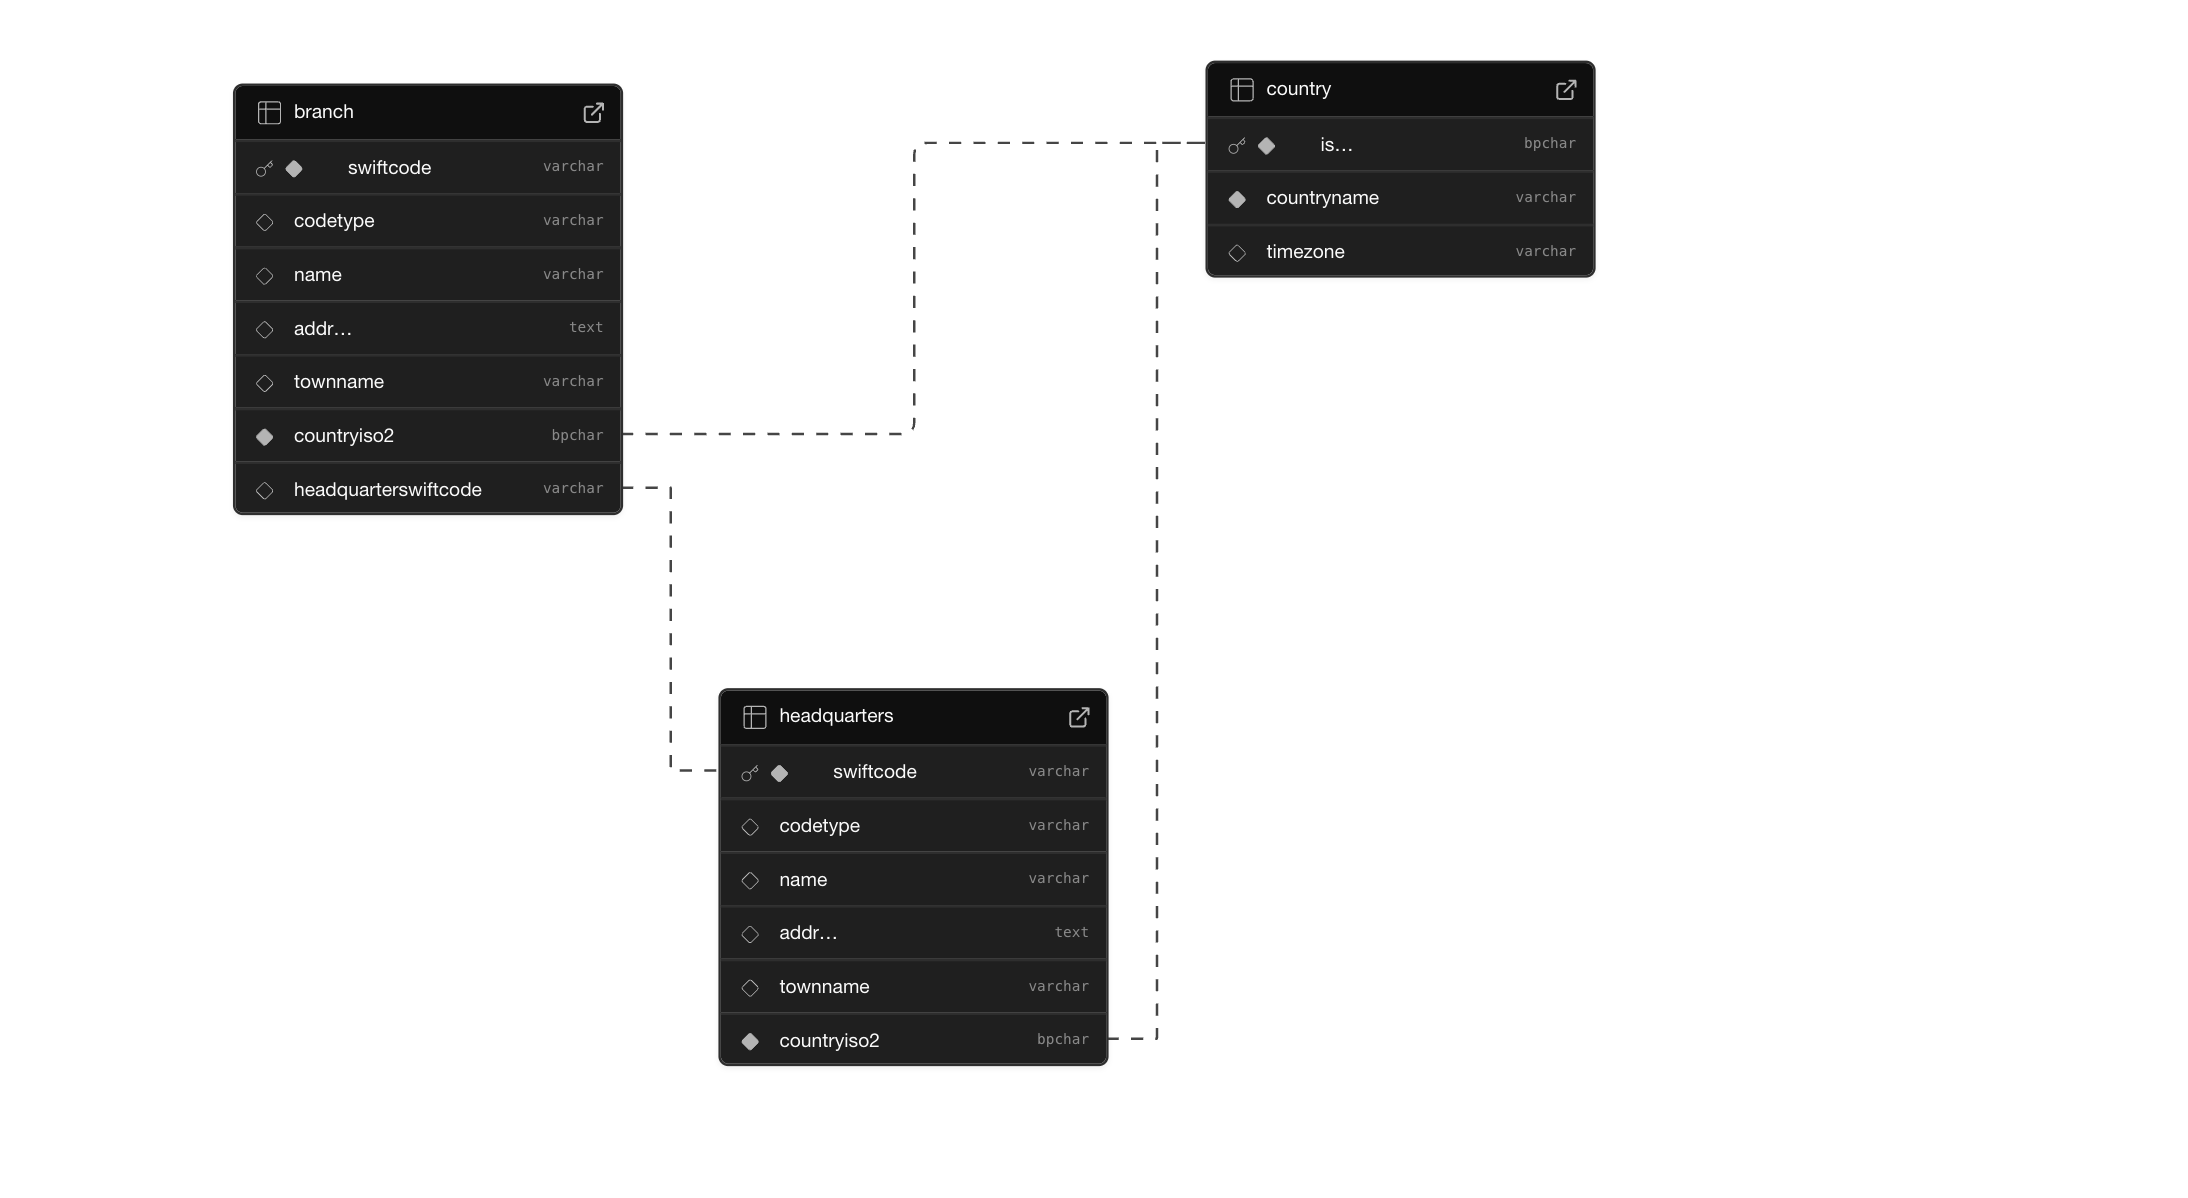 branch
swiftcode varchar
codetype varchar
name varchar
addr... text
townname varchar
countryiso2 bpchar
headquarterswiftcode varchar
country
is... bpchar
countryname varchar
timezone varchar
headquarters
swiftcode varchar
codetype varchar
name varchar
addr... text
townname varchar
countryiso2 bpchar